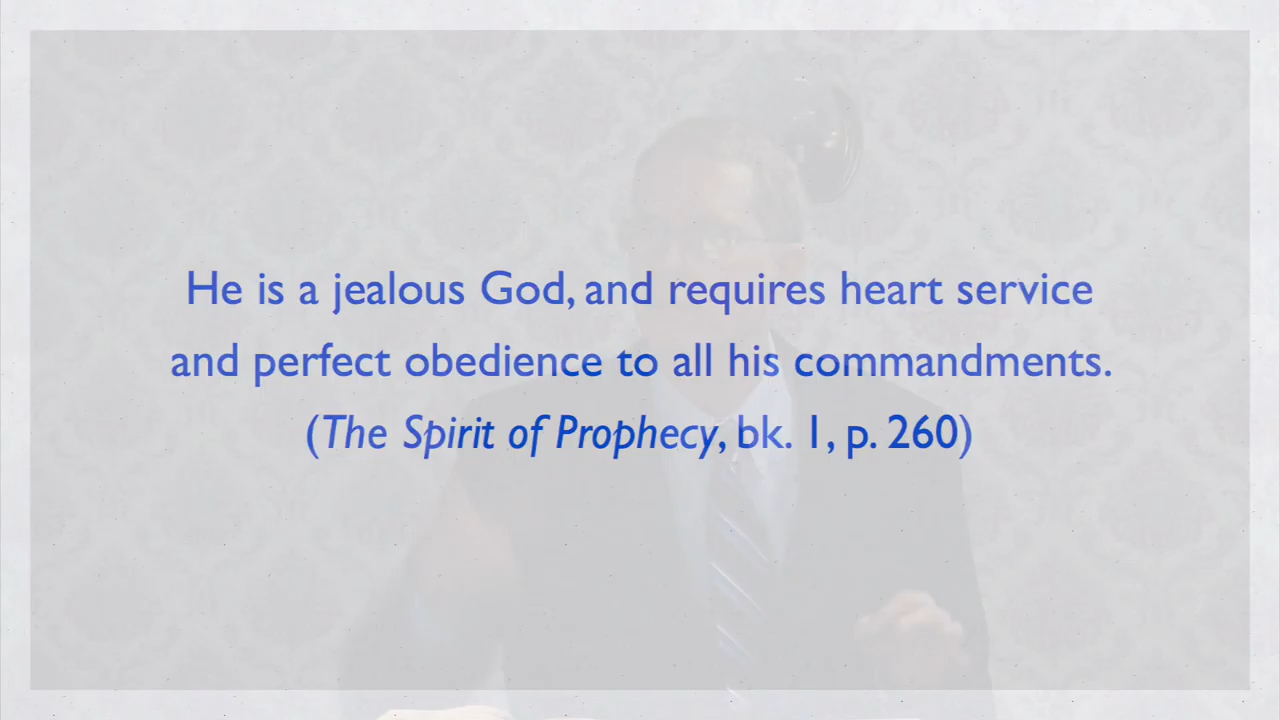 He is a jealous God, and requires heart service
and perfect obedience to all his commandments.
(The Spirit of Prophecy, bk. 1, p. 260)